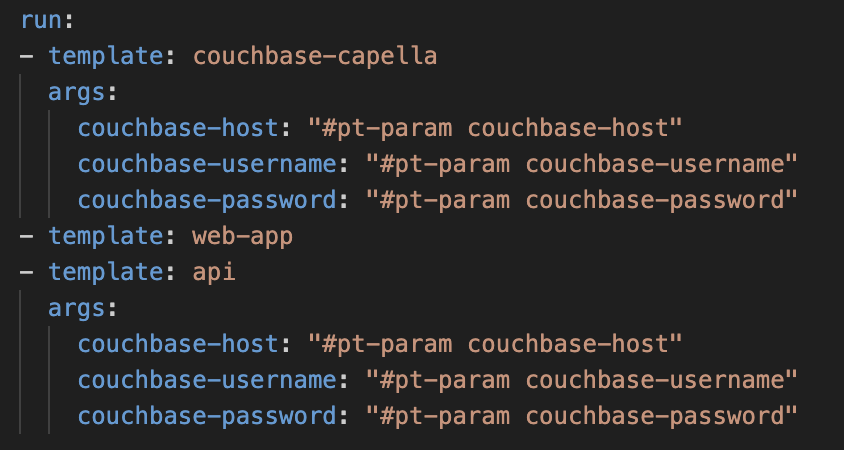 run:
- template: couchbase-capella
  args:
    couchbase-host: "#pt-param couchbase-host"
    couchbase-username: "#pt-param couchbase-username"
    couchbase-password: "#pt-param couchbase-password"
- template: web-app
- template: api
  args:
    couchbase-host: "#pt-param couchbase-host"
    couchbase-username: "#pt-param couchbase-username"
    couchbase-password: "#pt-param couchbase-password"